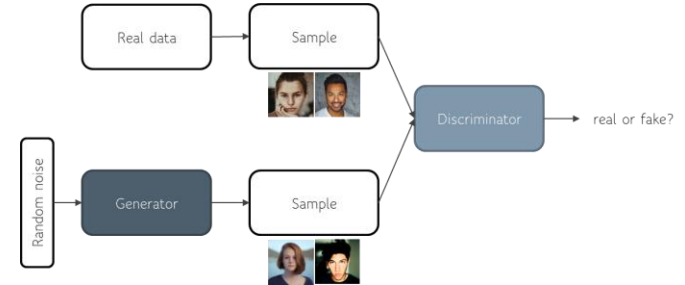 Real data
Sample
Discriminator
real or fake?
Random noise
Generator
Sample